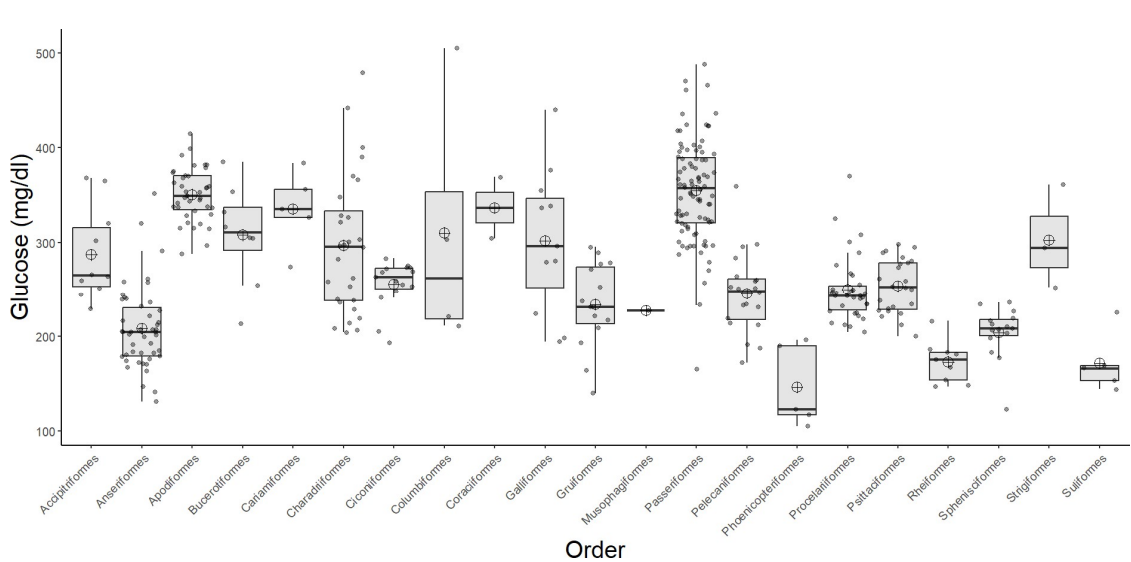 Glucose (mg/dl)
500
400
300
200
100
Accipitriformes
Anseriformes
Apodiformes
Bucerotiformes
Cariamiformes
Charadriiformes
Ciconiiformes
Columbiformes
Coraciiformes
Galliformes
Gruiformes
Musophagiformes
Passeriformes
Pelecaniformes
Phoenicopteriformes
Procelariiformes
Psittaciformes
Rheiformes
Sphenisciformes
Strigiformes
Suliformes
Order